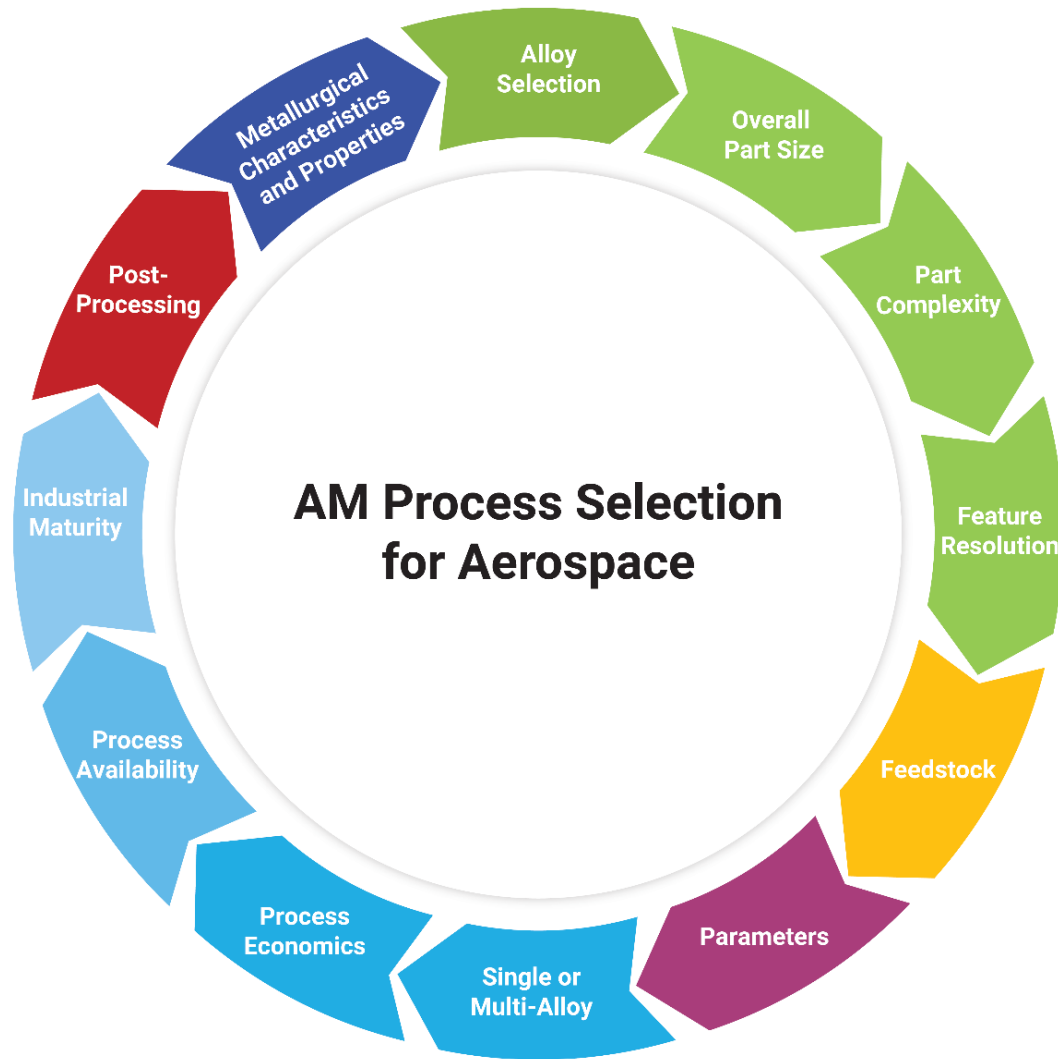 AM Process Selection
for Aerospace
Alloy
Selection
Overall
Part Size
Part
Complexity
Feature
Resolution
Feedstock
Parameters
Single or
Multi-Alloy
Process
Economics
Process
Availability
Industrial
Maturity
Post-
Processing
Metallurgical
Characteristics
and Properties